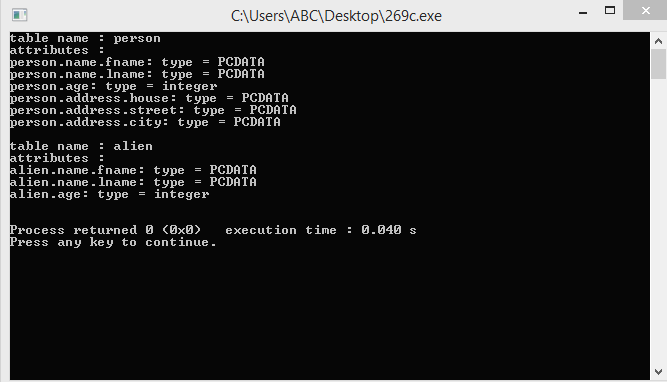 C:\Users\ABC\Desktop\269c.exe
table name : person
attributes :
person.name.fname: type = PCDATA
person.name.lname: type = PCDATA
person.age: type = integer
person.address.house: type = PCDATA
person.address.street: type = PCDATA
person.address.city: type = PCDATA
table name : alien
attributes :
alien.name.fname: type = PCDATA
alien.name.lname: type = PCDATA
alien.age: type = integer
Process returned 0 (0x0)   execution time : 0.040 s
Press any key to continue.